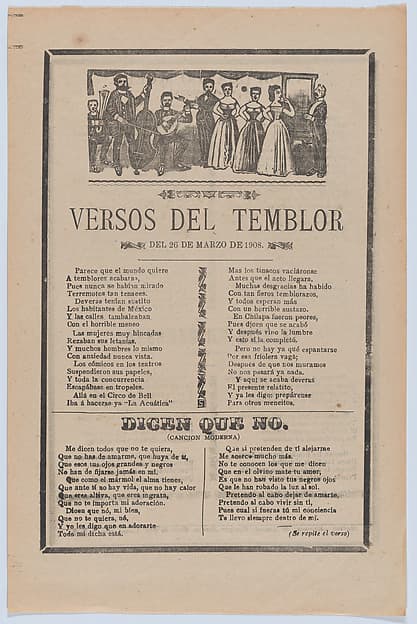 VERSOS DEL TEMBLOR
DEL 26 DE MARZO DE 1908.
Parece que el mundo quiere
A temblores acabara,
Pues nunca se habían mirado
Terremotos tan tenaces.
Deveras tenían susito
Los habitantes de México
Y las calles tambaleaban
Con el horrible meneo
Las mujeres muy hincadas
Rezaban sus letanías,
Y muchos hombres lo mismo
Con ansiedad nunca vista.
Los cómicos en los teatros
Suspendieron sus papeles,
Y toda la concurrencia
Escapábase en tropeles.
Allá en el Circo de Bell
Iba á hacerse ya "La Acuática"
Mas los tinacos vaciáronse
Antes que el acto llegara.
Muchas desgracias ha habido
Con tan fieros temblorazos,
Y todos esperan más
Con un horrible sustazo.
En Chilapa fueron peores,
Pues dicen que se acabó
Y después vino la lumbre
Y esto sí la completó.
Pero no hay ya qué espantarse
Por esa friolera vagá;
Después de que nos muramos
No nos pasará ya nada.
Y aquí se acaba deveras
El presente relatito,
Y ya les digo: prepárense
Para otros meneitos.
DICEN QUE NO.
(CANCION MODERNA)
Me dicen todos que no te quiera,
Que no has de amarme, que huya de tí,
Que esos tus ojos grandes y negros
No han de fijarse jamás en mí.
Que como el mármol el alma tienes,
Que ante tí no hay vida, que no hay calor
Que eres altiva, que eres ingrata,
Que no te importa mi adoración.
Dicen que nó, mi bien,
Que no te quiera, nó,
Y yo les digo que en adorarte
Toda mi dicha está.
Que si pretenden de tí alejarme
Me acerco mucho más.
No te conocen los que me dicen
Que en el olvino mate tu amor,
Es que no han visto tus negros ojos
Que le han robado la luz al sol.
Pretendo al cabo dejar de amarte,
Pretendo al cabo vivir sin tí,
Pues cual si fueras tú mi conciencia
Te llevo siempre dentro de mí.
(Se repite el verso)